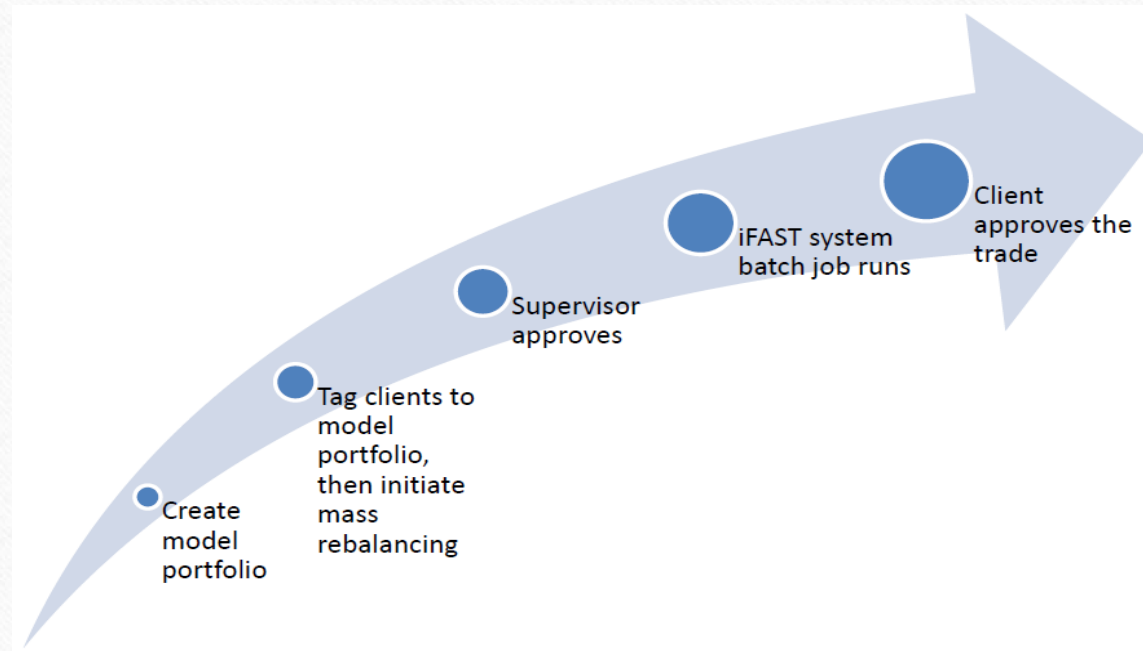 Create
model
portfolio
Tag clients to
model
portfolio,
then initiate
mass
rebalancing
Supervisor
approves
iFAST system
batch job runs
Client
approves the
trade